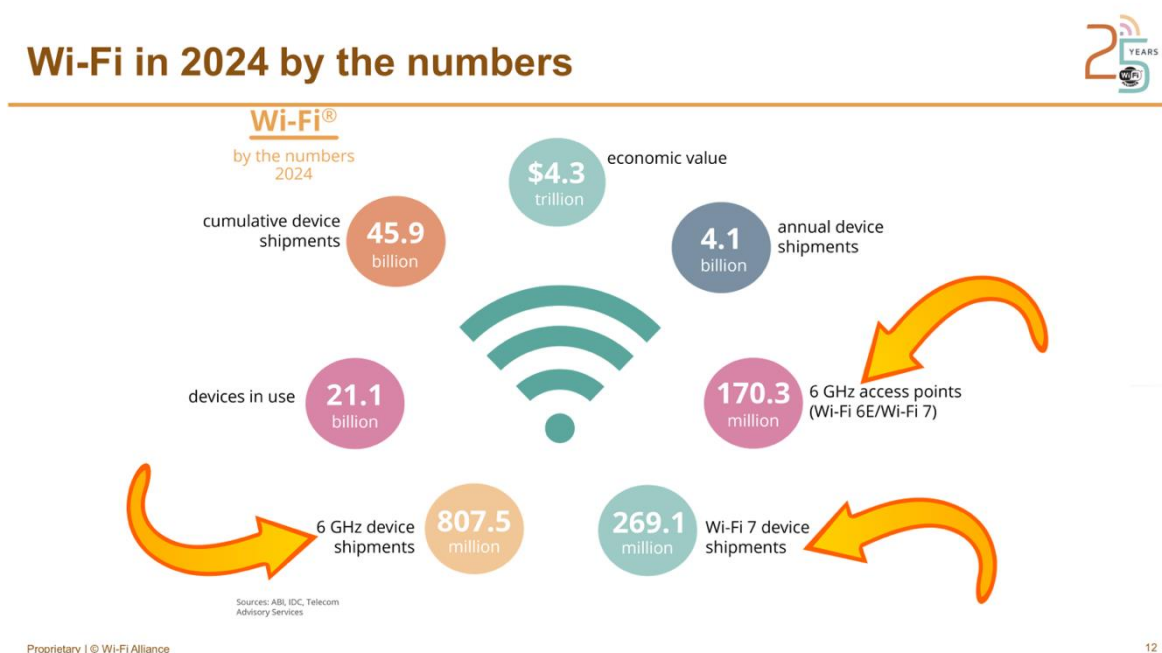 Wi-Fi in 2024 by the numbers
25
YEARS
Wi Fi
Wi-Fi®
by the numbers
2024
$4.3
trillion
economic value
cumulative device
shipments
45.9
billion
4.1
billion
annual device
shipments
devices in use
21.1
billion
170.3
million
6 GHz access points
(Wi-Fi 6E/Wi-Fi 7)
6 GHz device
shipments
807.5
million
269.1
million
Wi-Fi 7 device
shipments
Sources: ABI, IDC, Telecom
Advisory Services
Proprietary | © Wi-Fi Alliance
12